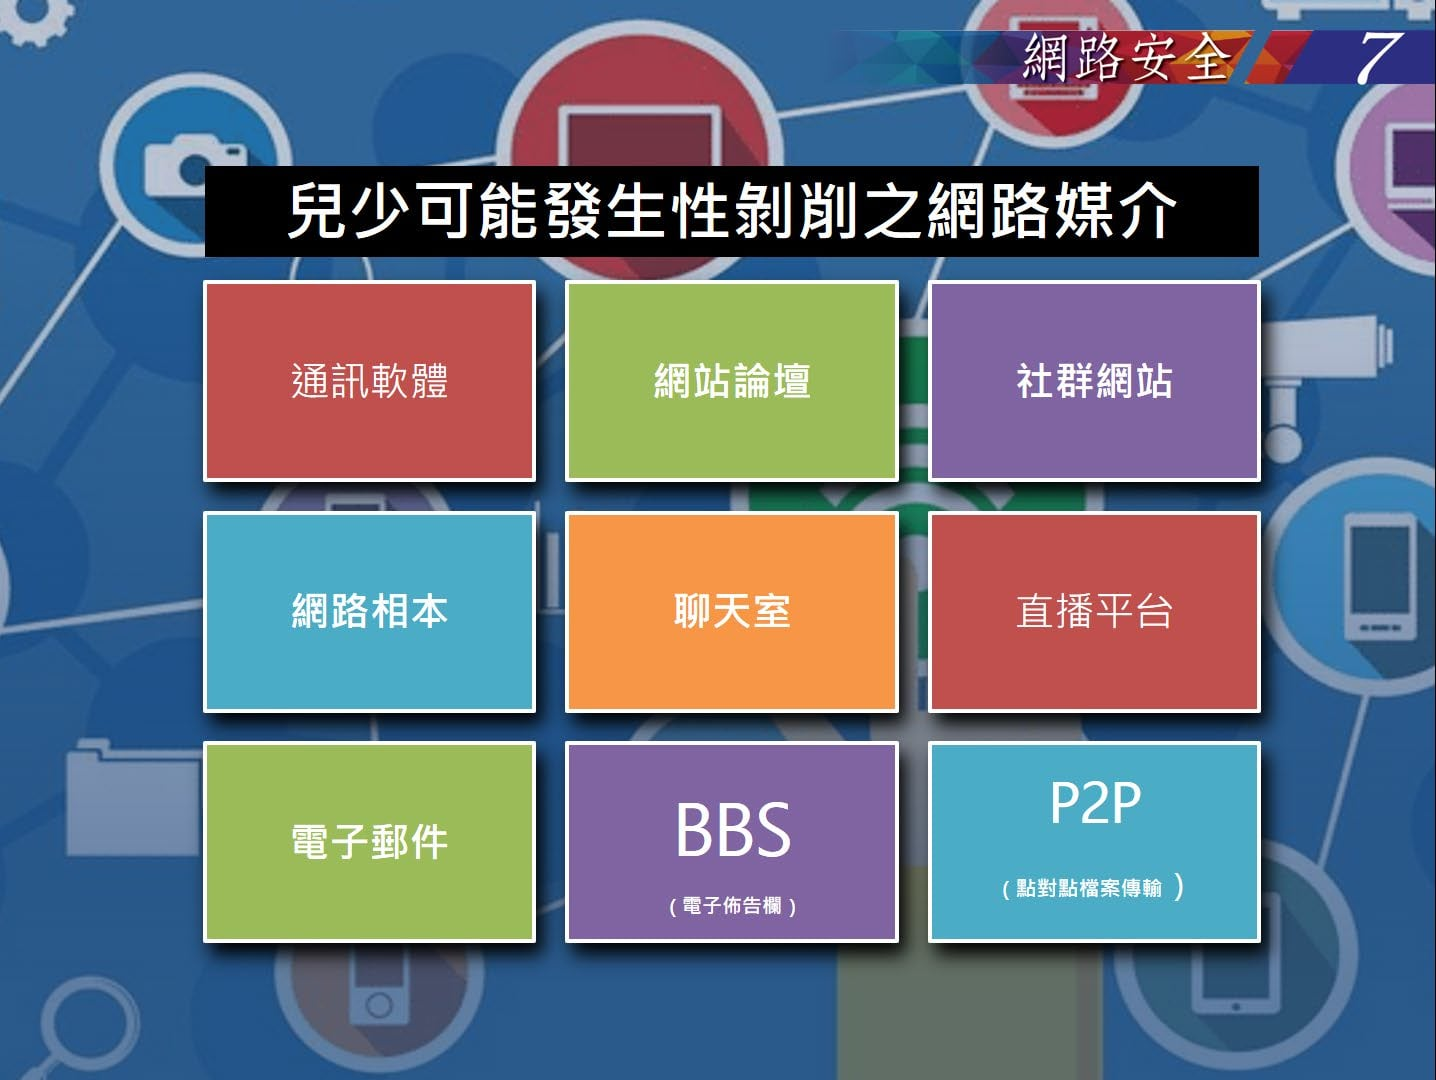 網路安全 7
兒少可能發生性剝削之網路媒介
通訊軟體
網站論壇
社群網站
網路相本
聊天室
直播平台
電子郵件
BBS
(電子佈告欄)
P2P
(點對點檔案傳輸)